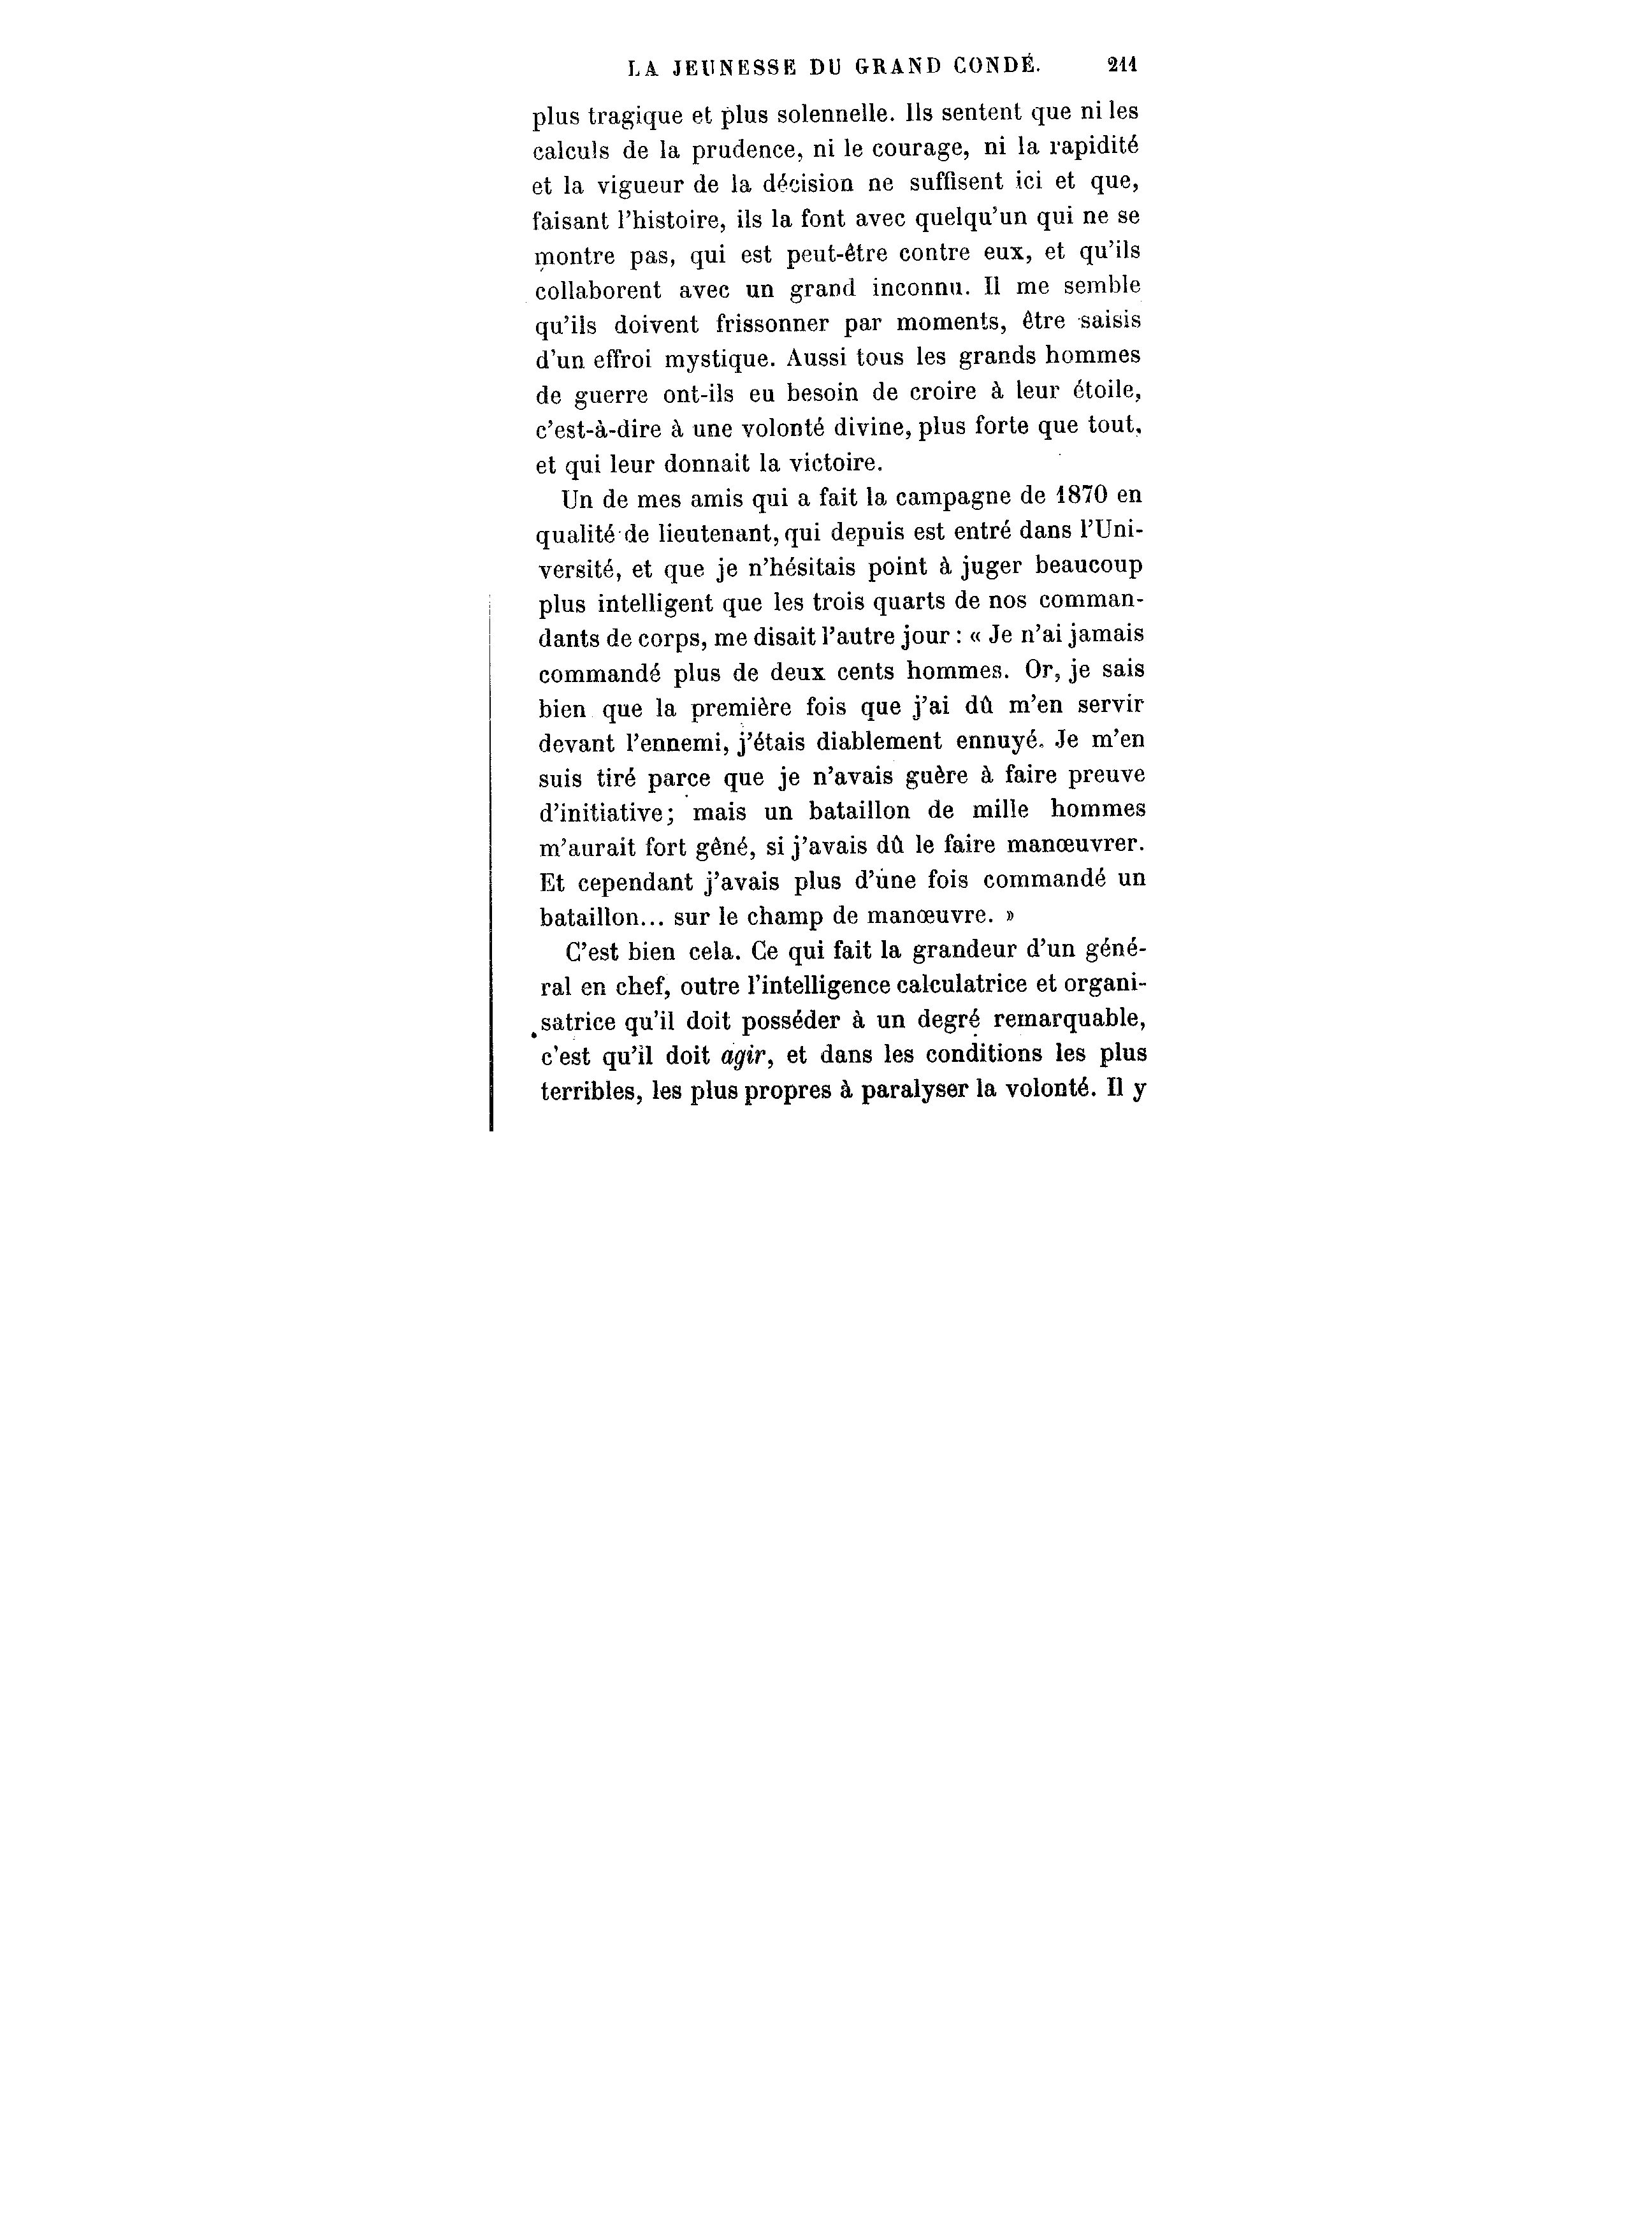 LA JEUNESSE DU GRAND CONDÉ. 211
plus tragique et plus solennelle. Ils sentent que ni les
calculs de la prudence, ni le courage, ni la rapidité
et la vigueur de la décision ne suffisent ici et que,
faisant l'histoire, ils la font avec quelqu'un qui ne se
montre pas, qui est peut-être contre eux, et qu'ils
collaborent avec un grand inconnu. Il me semble
qu'ils doivent frissonner par moments, être saisis
d'un effroi mystique. Aussi tous les grands hommes
de guerre ont-ils eu besoin de croire à leur étoile,
c'est-à-dire à une volonté divine, plus forte que tout,
et qui leur donnait la victoire.
Un de mes amis qui a fait la campagne de 1870 en
qualité de lieutenant, qui depuis est entré dans l'Uni-
versité, et que je n'hésitais point à juger beaucoup
plus intelligent que les trois quarts de nos comman-
dants de corps, me disait l'autre jour : « Je n'ai jamais
commandé plus de deux cents hommes. Or, je sais
bien que la première fois que j'ai dû m'en servir
devant l'ennemi, j'étais diablement ennuyé. Je m'en
suis tiré parce que je n'avais guère à faire preuve
d'initiative; mais un bataillon de mille hommes
m'aurait fort gêné, si j'avais dû le faire manœuvrer.
Et cependant j'avais plus d'une fois commandé un
bataillon... sur le champ de manœuvre. »
C'est bien cela. Ce qui fait la grandeur d'un géné-
ral en chef, outre l'intelligence calculatrice et organi-
satrice qu'il doit posséder à un degré remarquable,
c'est qu'il doit agir, et dans les conditions les plus
terribles, les plus propres à paralyser la volonté. Il y